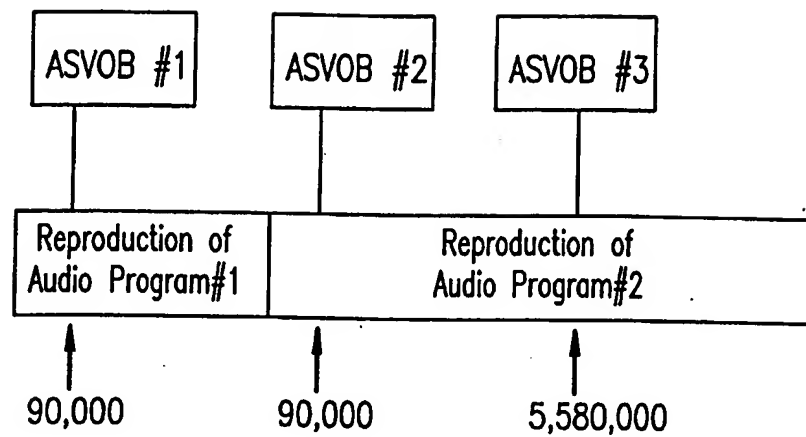 ASVOB #1
ASVOB #2
ASVOB #3
Reproduction of
Audio Program#1
Reproduction of
Audio Program#2
90,000
90,000
5,580,000